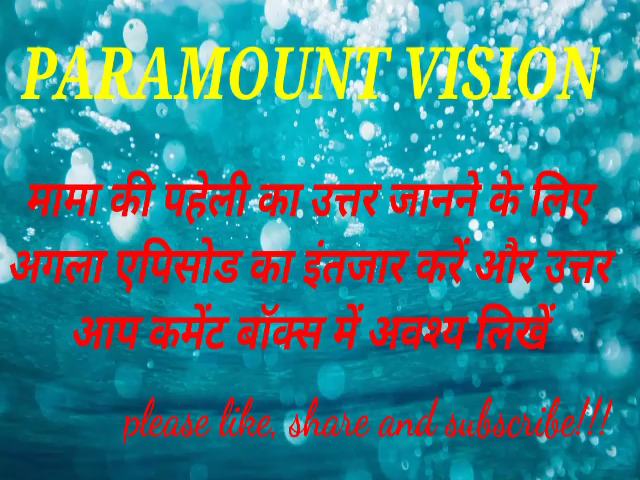 PARAMOUNT VISION
मामा की पहेली का उत्तर जानने के लिए
अगला एपिसोड का इंतजार करें और उत्तर
आप कमेंट बॉक्स में अवश्य लिखें
please like, share and subscribe!!!